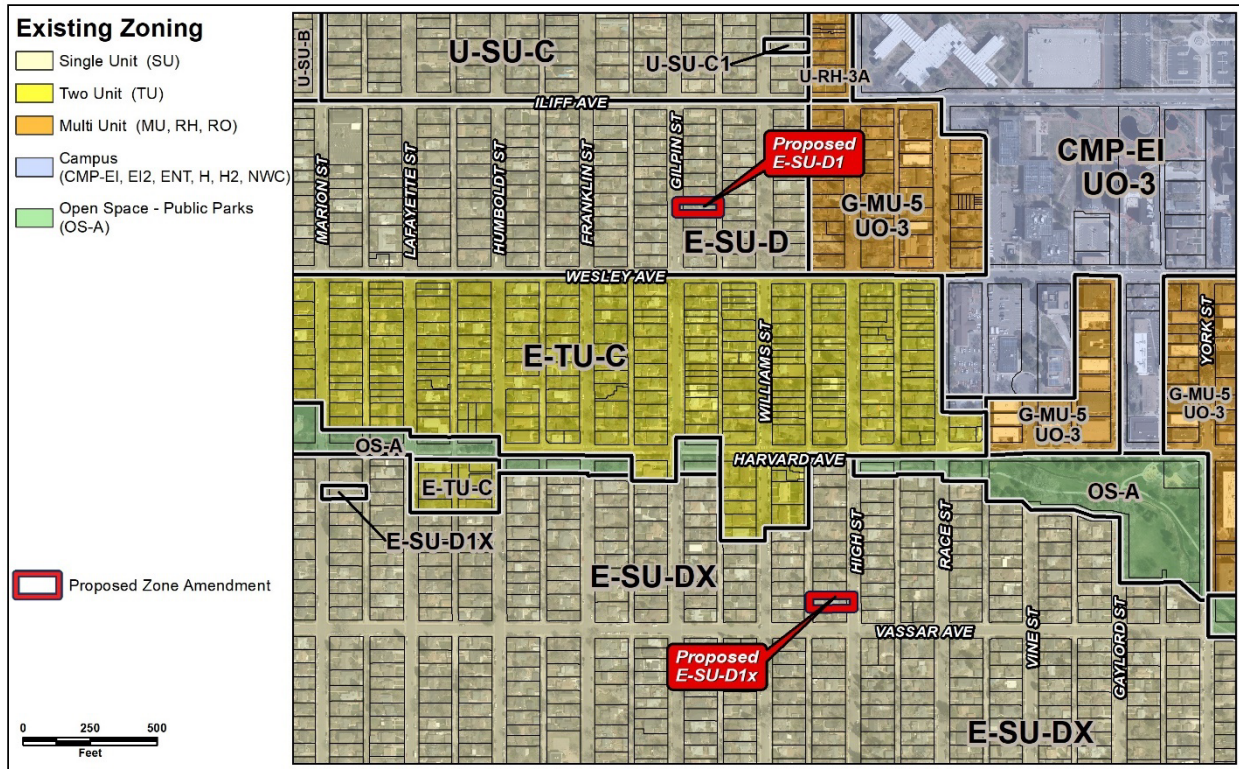 Existing Zoning
Single Unit (SU)
Two Unit (TU)
Multi Unit (MU, RH, RO)
Campus
(CMP-EI, EI2, ENT, H, H2, NWC)
Open Space - Public Parks
(OS-A)
Proposed Zone Amendment
0 250 500
Feet
U-SU-B
U-SU-C
U-SU-C1
U-RH-3A
ILIFF AVE
MARION ST
LAFAYETTE ST
HUMBOLDT ST
FRANKLIN ST
GILPIN ST
Proposed
E-SU-D1
E-SU-D
G-MU-5
UO-3
CMP-EI
UO-3
WESLEY AVE
E-TU-C
WILLIAMS ST
YORK ST
G-MU-5
UO-3
G-MU-5
UO-3
OS-A
HARVARD AVE
E-TU-C
OS-A
E-SU-D1X
E-SU-DX
HIGH ST
RACE ST
VINE ST
GAYLORD ST
VASSAR AVE
Proposed
E-SU-D1x
E-SU-DX